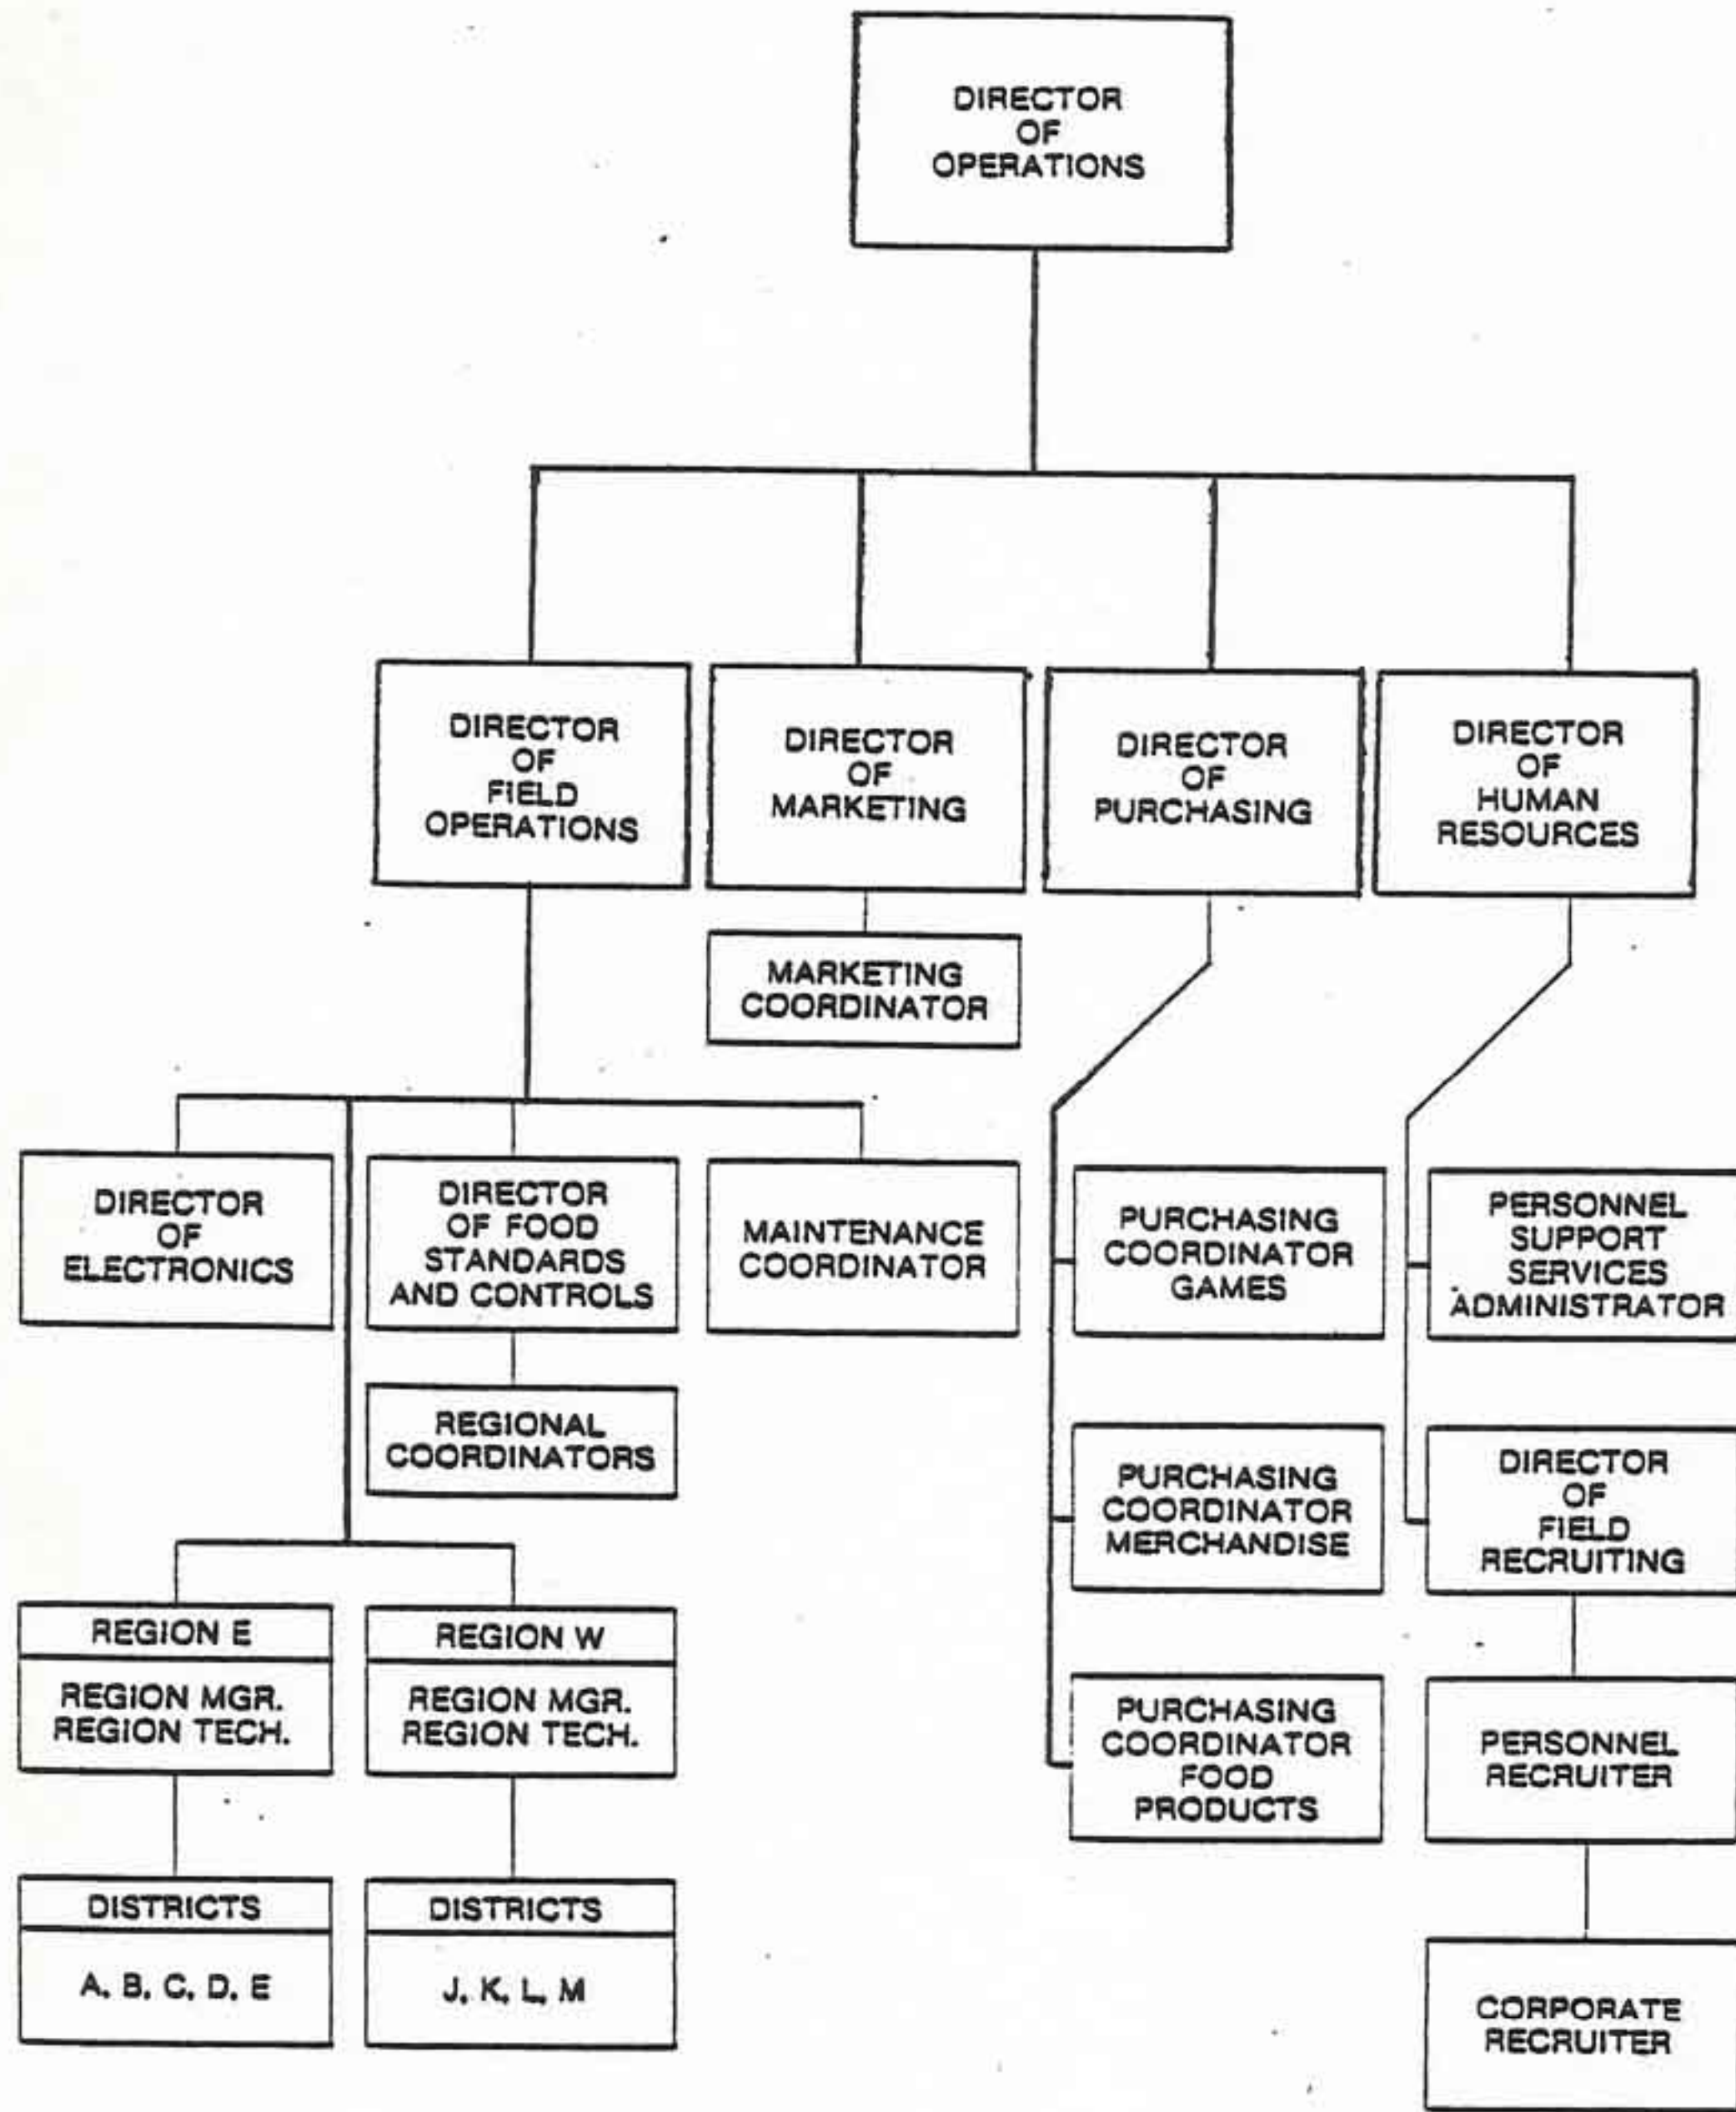 DIRECTOR
OF
OPERATIONS
DIRECTOR
OF
FIELD
OPERATIONS
DIRECTOR
OF
MARKETING
DIRECTOR
OF
PURCHASING
DIRECTOR
OF
HUMAN
RESOURCES
MARKETING
COORDINATOR
DIRECTOR
OF
ELECTRONICS
DIRECTOR
OF FOOD
STANDARDS
AND CONTROLS
MAINTENANCE
COORDINATOR
PURCHASING
COORDINATOR
GAMES
PERSONNEL
SUPPORT
SERVICES
ADMINISTRATOR
REGIONAL
COORDINATORS
PURCHASING
COORDINATOR
MERCHANDISE
DIRECTOR
OF
FIELD
RECRUITING
REGION E
REGION MGR.
REGION TECH.
REGION W
REGION MGR.
REGION TECH.
PURCHASING
COORDINATOR
FOOD
PRODUCTS
PERSONNEL
RECRUITER
DISTRICTS
A, B, C, D, E
DISTRICTS
J, K, L, M
CORPORATE
RECRUITER